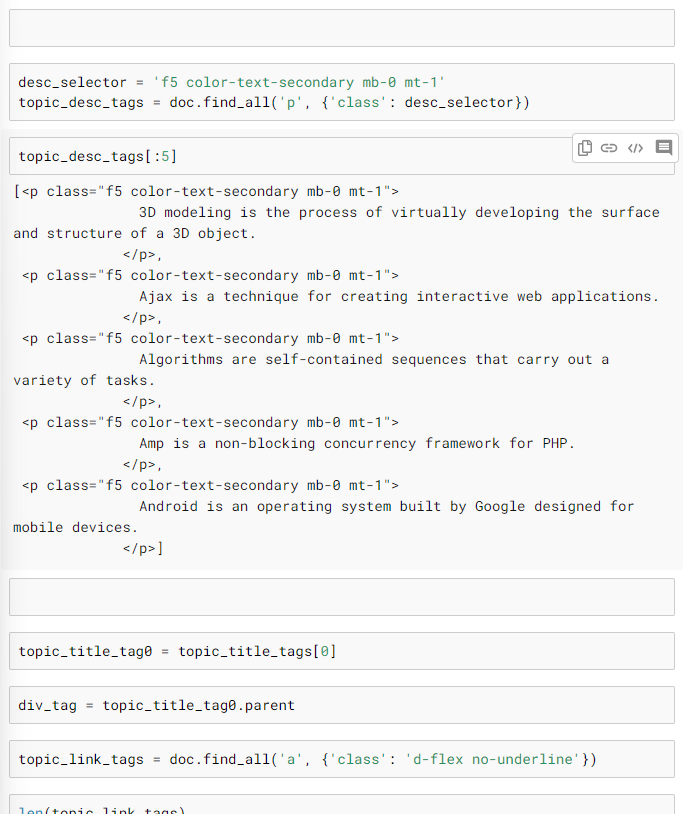 desc_selector = 'f5 color-text-secondary mb-0 mt-1'
topic_desc_tags = doc.find_all('p', {'class': desc_selector})
topic_desc_tags[:5]
[<p class="f5 color-text-secondary mb-0 mt-1">
3D modeling is the process of virtually developing the surface
and structure of a 3D object.
</p>,
<p class="f5 color-text-secondary mb-0 mt-1">
Ajax is a technique for creating interactive web applications.
</p>,
<p class="f5 color-text-secondary mb-0 mt-1">
Algorithms are self-contained sequences that carry out a
variety of tasks.
</p>,
<p class="f5 color-text-secondary mb-0 mt-1">
Amp is a non-blocking concurrency framework for PHP.
</p>,
<p class="f5 color-text-secondary mb-0 mt-1">
Android is an operating system built by Google designed for
mobile devices.
</p>]
topic_title_tag0 = topic_title_tags[0]
div_tag = topic_title_tag0.parent
topic_link_tags = doc.find_all('a', {'class': 'd-flex no-underline'})
len(topic_link_tags)